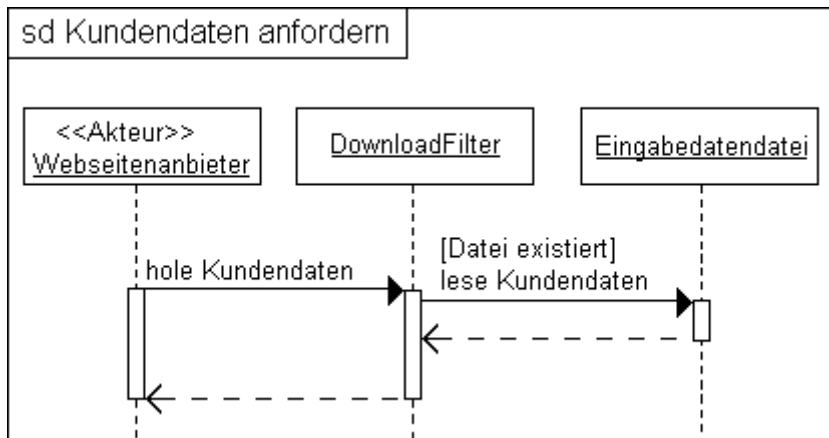 sd Kundendaten anfordern
<<Akteur>>
Webseitenanbieter
DownloadFilter
Eingabedatendatei
hole Kundendaten
[Datei existiert]
lese Kundendaten